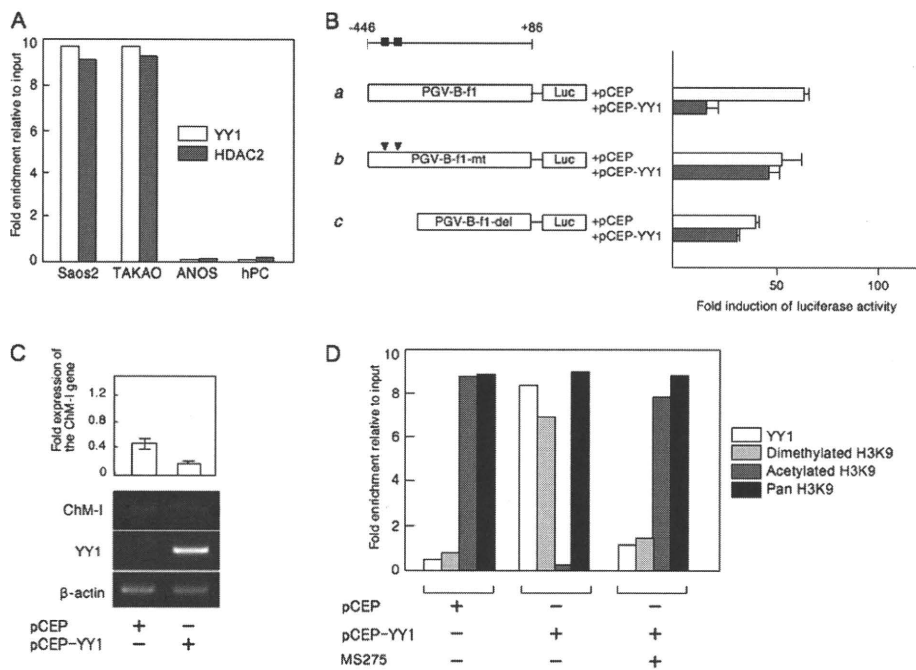 A
Fold enrichment relative to input
10
8
6
4
2
0
YY1
HDAC2
Saos2 TAKAO ANOS hPC
B
-446 +86
a PGV-B-f1 Luc +pCEP
+pCEP-YY1
b PGV-B-f1-mt Luc +pCEP
+pCEP-YY1
c PGV-B-f1-del Luc +pCEP
+pCEP-YY1
50 100
Fold induction of luciferase activity
C
Fold expression of
the ChM-I gene
1.2
0.8
0.4
0
ChM-I
YY1
β-actin
pCEP + −
pCEP-YY1 − +
D
Fold enrichment relative to input
10
8
6
4
2
0
YY1
Dimethylated H3K9
Acetylated H3K9
Pan H3K9
pCEP + − −
pCEP-YY1 − + +
MS275 − − +